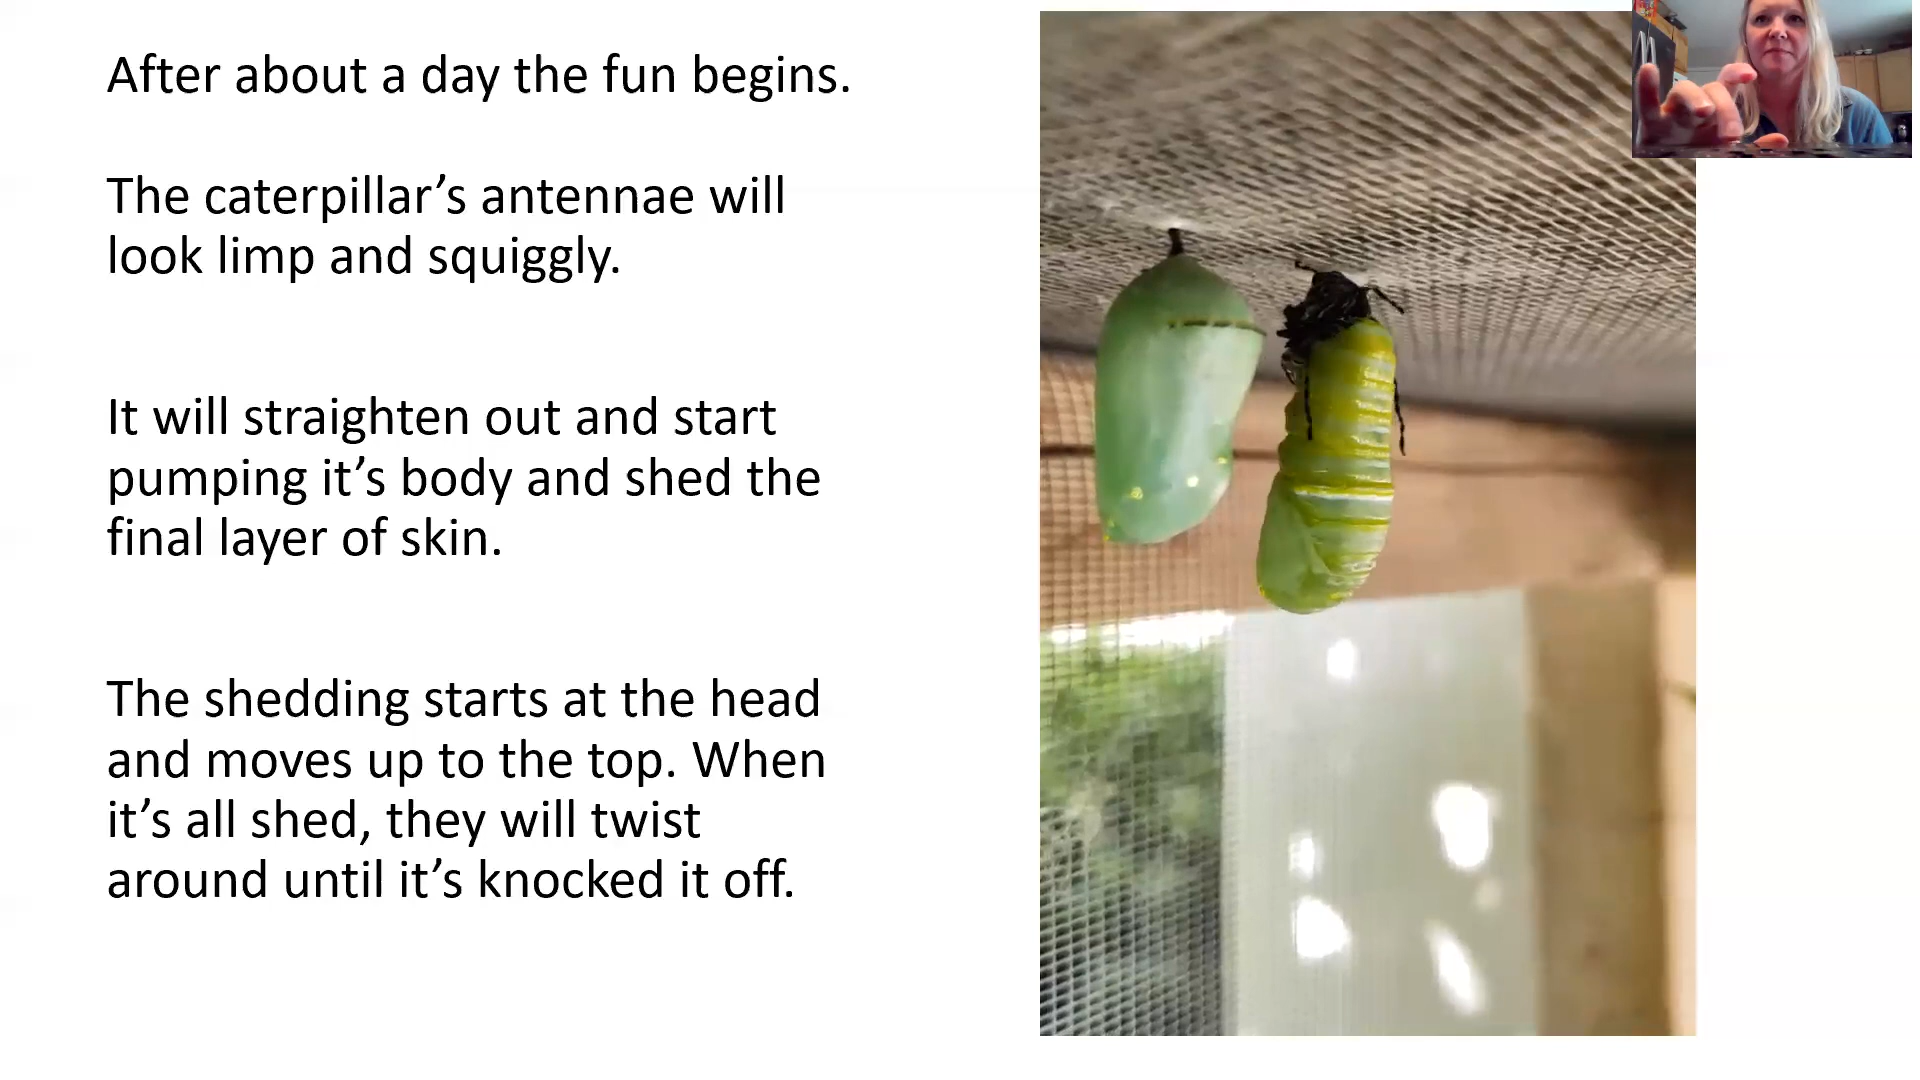 After about a day the fun begins.
The caterpillar’s antennae will
look limp and squiggly.
It will straighten out and start
pumping it’s body and shed the
final layer of skin.
The shedding starts at the head
and moves up to the top. When
it’s all shed, they will twist
around until it’s knocked it off.